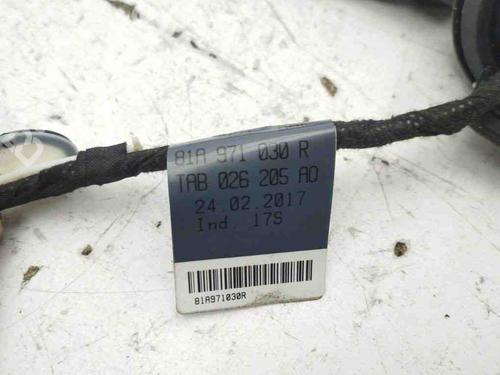 81A 971 030 R
TAB 026 205 AO
24.02.2017
Ind. 17S
81A971030R